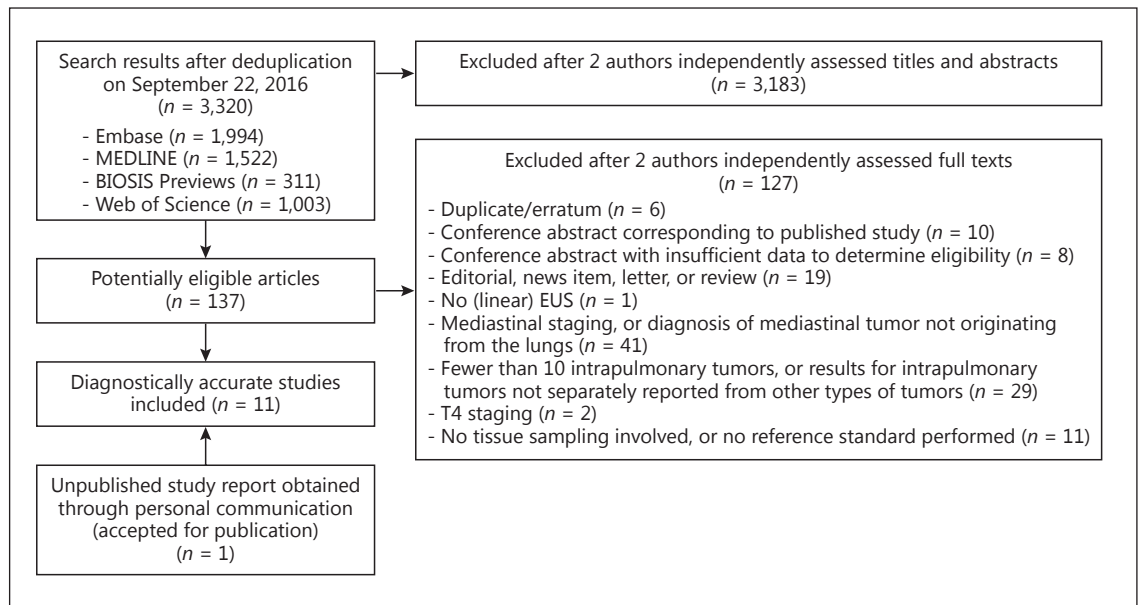 Search results after deduplication
on September 22, 2016
(n = 3,320)
- Embase (n = 1,994)
- MEDLINE (n = 1,522)
- BIOSIS Previews (n = 311)
- Web of Science (n = 1,003)
Excluded after 2 authors independently assessed titles and abstracts
(n = 3,183)
Potentially eligible articles
(n = 137)
Excluded after 2 authors independently assessed full texts
(n = 127)
- Duplicate/erratum (n = 6)
- Conference abstract corresponding to published study (n = 10)
- Conference abstract with insufficient data to determine eligibility (n = 8)
- Editorial, news item, letter, or review (n = 19)
- No (linear) EUS (n = 1)
- Mediastinal staging, or diagnosis of mediastinal tumor not originating
from the lungs (n = 41)
- Fewer than 10 intrapulmonary tumors, or results for intrapulmonary
tumors not separately reported from other types of tumors (n = 29)
- T4 staging (n = 2)
- No tissue sampling involved, or no reference standard performed (n = 11)
Diagnostically accurate studies
included (n = 11)
Unpublished study report obtained
through personal communication
(accepted for publication)
(n = 1)